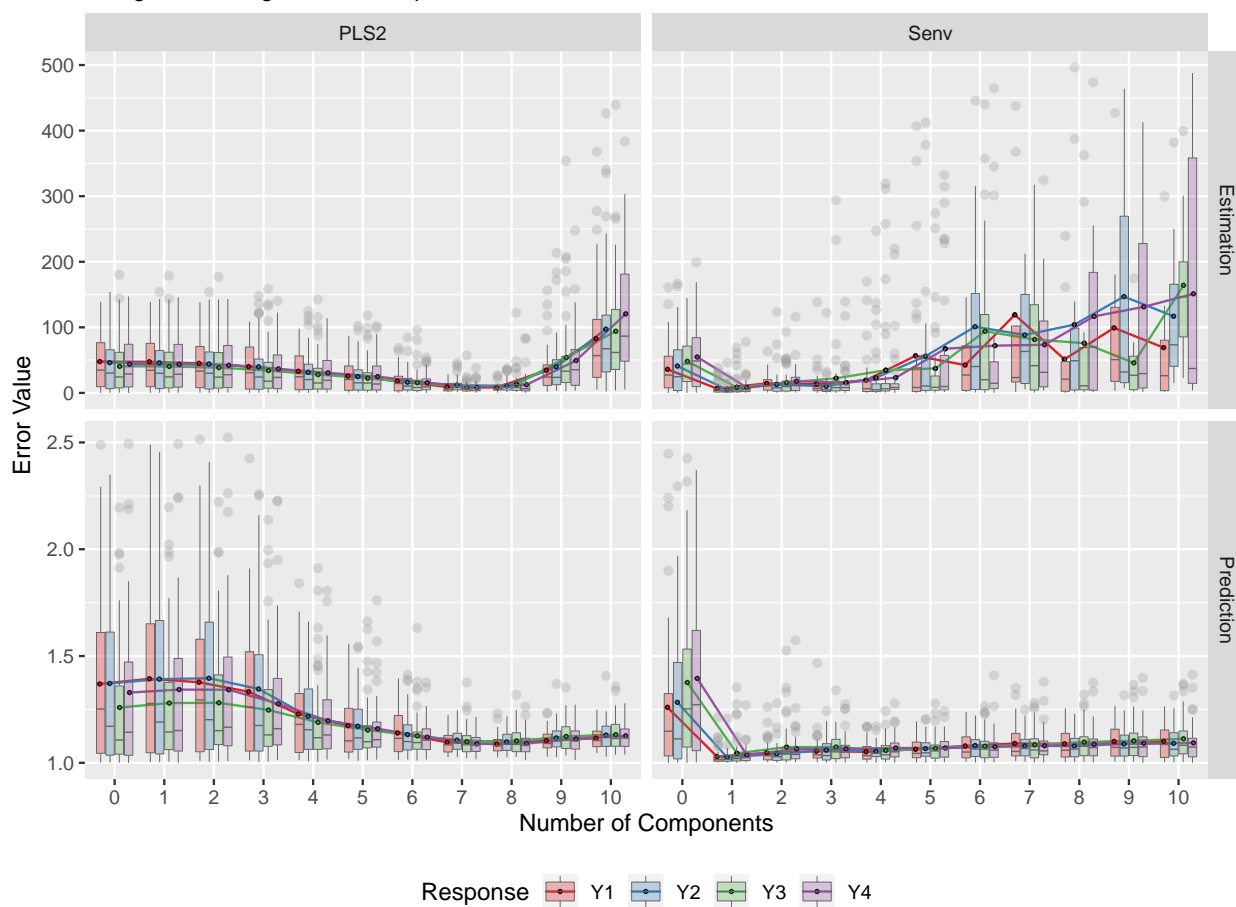 PLS2 Senv
500
400
300
200
100
0
Estimation
2.5
2.0
1.5
1.0
Prediction
Error Value
0 1 2 3 4 5 6 7 8 9 10 0 1 2 3 4 5 6 7 8 9 10
Number of Components
Response Y1 Y2 Y3 Y4